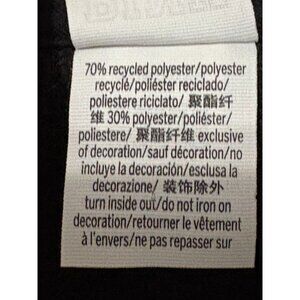 70% recycled polyester/polyester
recyclé/poliéster reciclado/
poliestere riciclato/ 聚酯纤
维 30% polyester/poliéster/
poliestere/ 聚酯纤维 exclusive
of decoration/sauf décoration/no
incluye la decoración/esclusa la
decorazione/ 装饰除外
turn inside out/do not iron on
decoration/retourner le vêtement
à l'envers/ne pas repasser sur